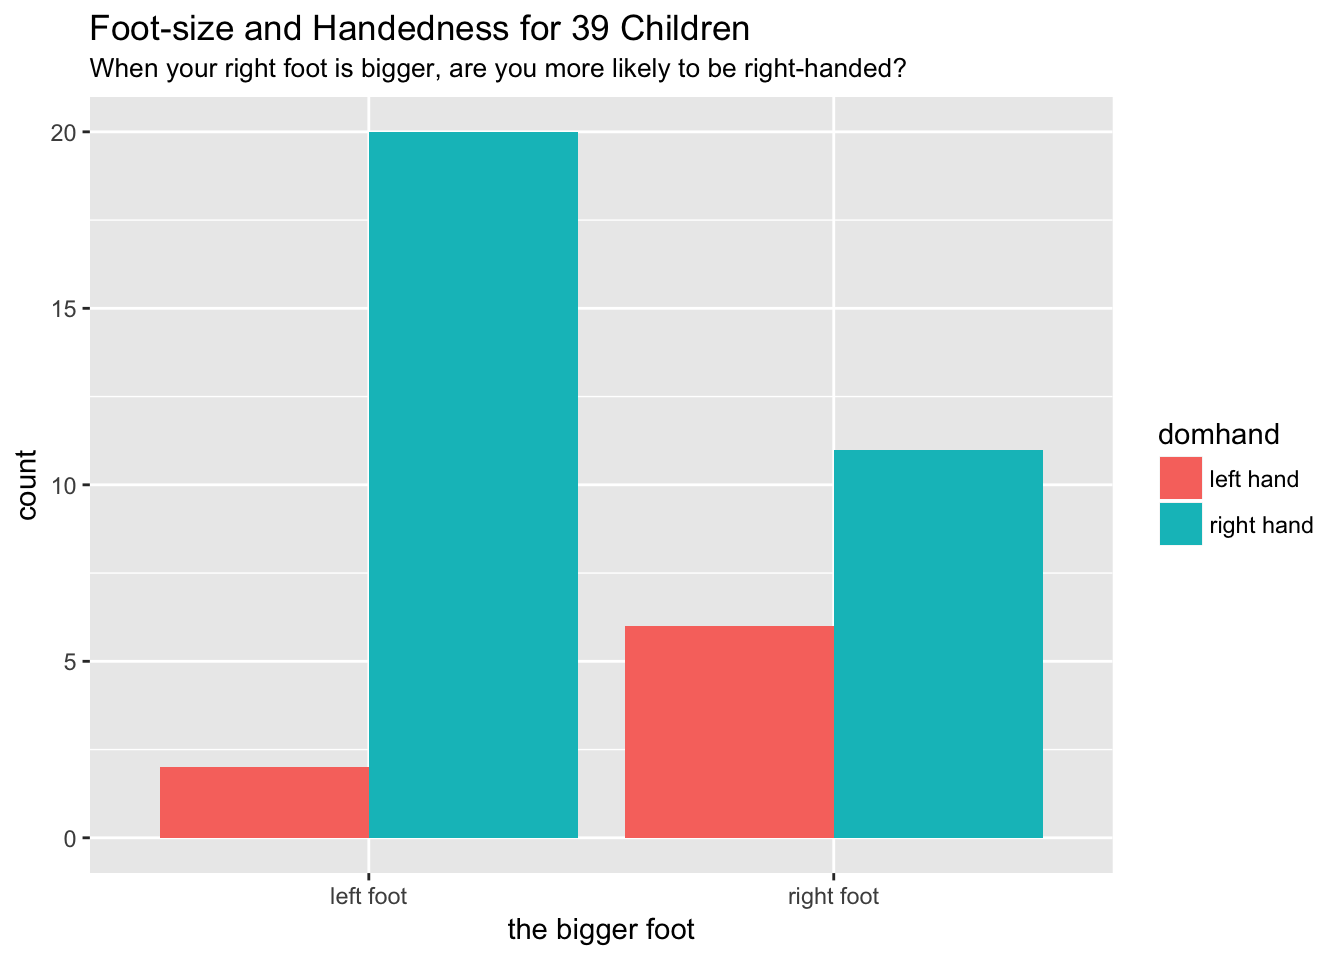 Foot-size and Handedness for 39 Children
When your right foot is bigger, are you more likely to be right-handed?
20
15
10
5
0
count
left foot
right foot
the bigger foot
domhand
left hand
right hand